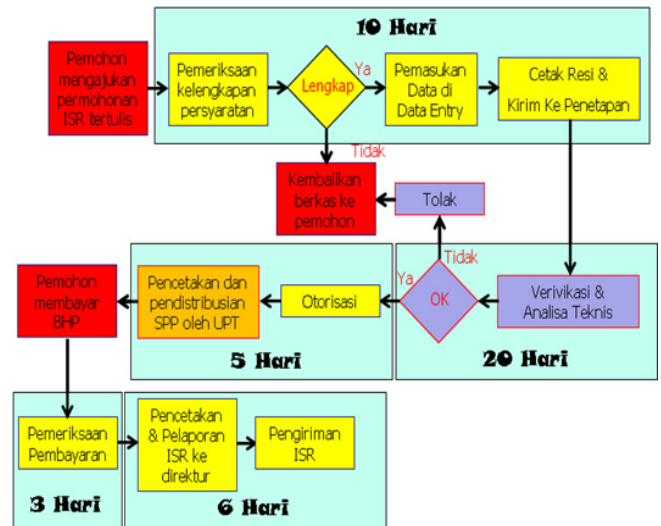 10 Hari
Pemohon
mengajukan
permohonan
ISR tertulis
Pemeriksaan
kelengkapan
persyaratan
Lengkap
Ya
Pemasukan
Data di
Data Entry
Cetak Resi &
Kirim Ke Penetapan
Tidak
Kembalikan
berkas ke
pemohon
Tolak
Tidak
Pemohon
membayar
BHP
Pencetakan dan
pendistribusian
SPP oleh UPT
Otorisasi
Ya
OK
Verivikasi &
Analisa Teknis
5 Hari
20 Hari
Pemeriksaan
Pembayaran
Pencetakan
& Pelaporan
ISR ke
direktur
Pengiriman
ISR
3 Hari
6 Hari